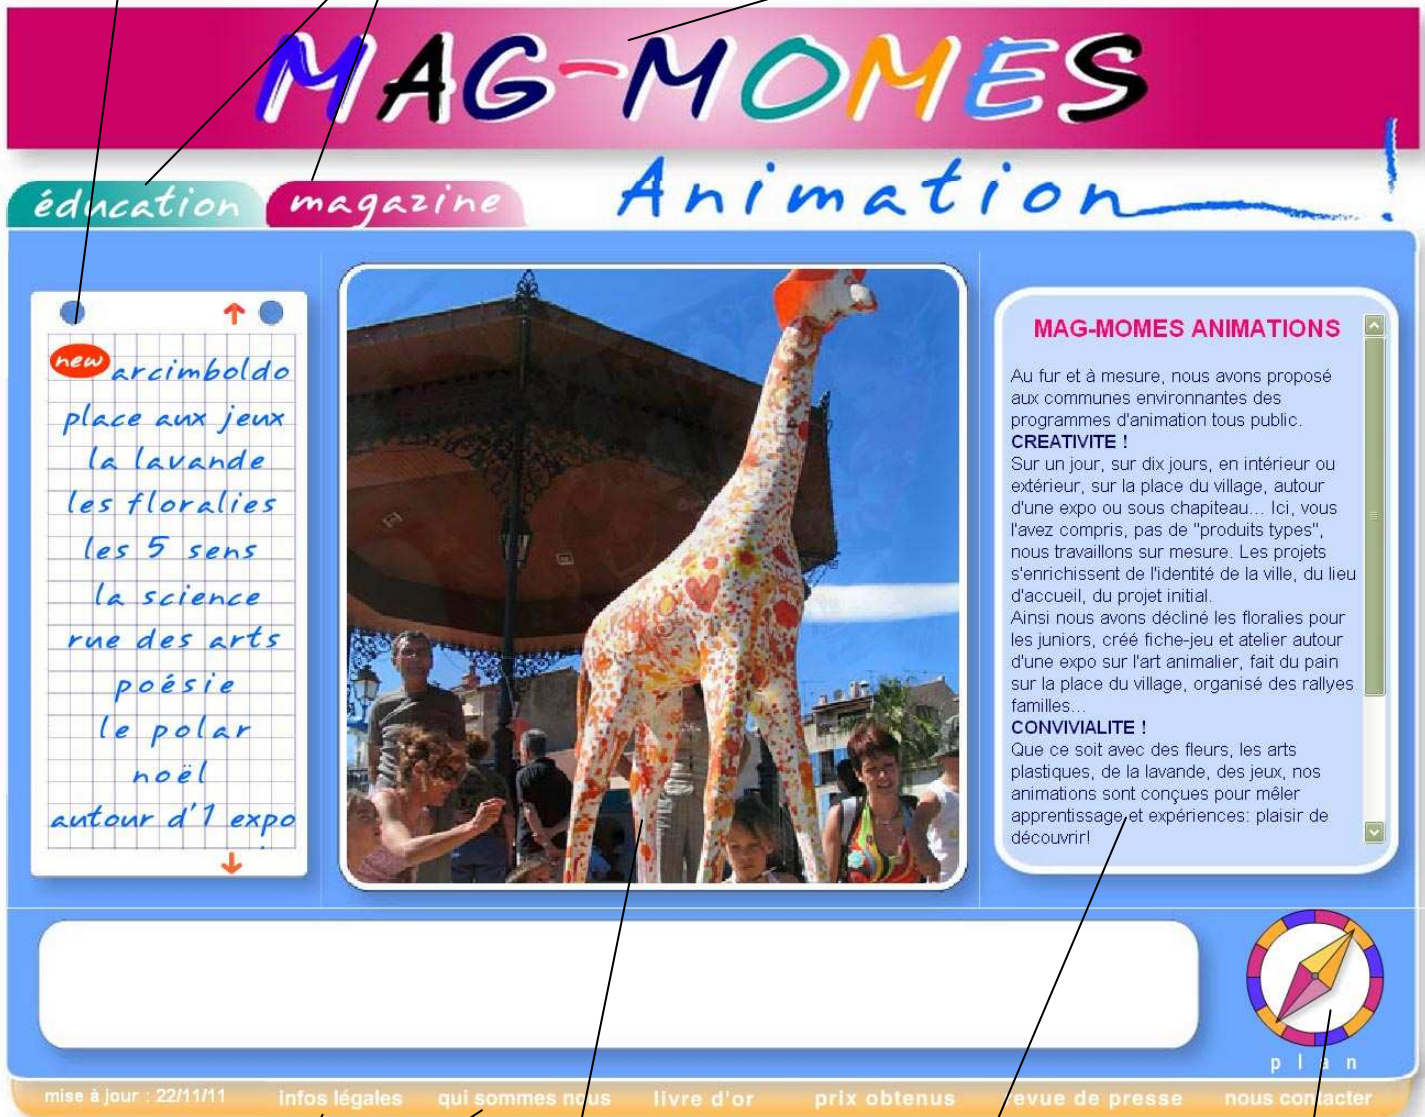 MAG-MOMES
éducation
magazine
Animation !
new arcimboldo
place aux jeux
la lavande
les floralies
les 5 sens
la science
rue des arts
poésie
le polar
noël
autour d'1 expo
MAG-MOMES ANIMATIONS
Au fur et à mesure, nous avons proposé
aux communes environnantes des
programmes d'animation tous public.
CREATIVITE !
Sur un jour, sur dix jours, en intérieur ou
extérieur, sur la place du village, autour
d'une expo ou sous chapiteau... Ici, vous
l'avez compris, pas de "produits types",
nous travaillons sur mesure. Les projets
s'enrichissent de l'identité de la ville, du lieu
d'accueil, du projet initial.
Ainsi nous avons décliné les floralies pour
les juniors, créé fiche-jeu et atelier autour
d'une expo sur l'art animalier, fait du pain
sur la place du village, organisé des rallyes
familles...
CONVIVIALITE !
Que ce soit avec des fleurs, les arts
plastiques, de la lavande, des jeux, nos
animations sont conçues pour mêler
apprentissage et expériences: plaisir de
découvrir!
plan
mise à jour : 22/11/11
infos légales
qui sommes nous
livre d'or
prix obtenus
revue de presse
nous contacter